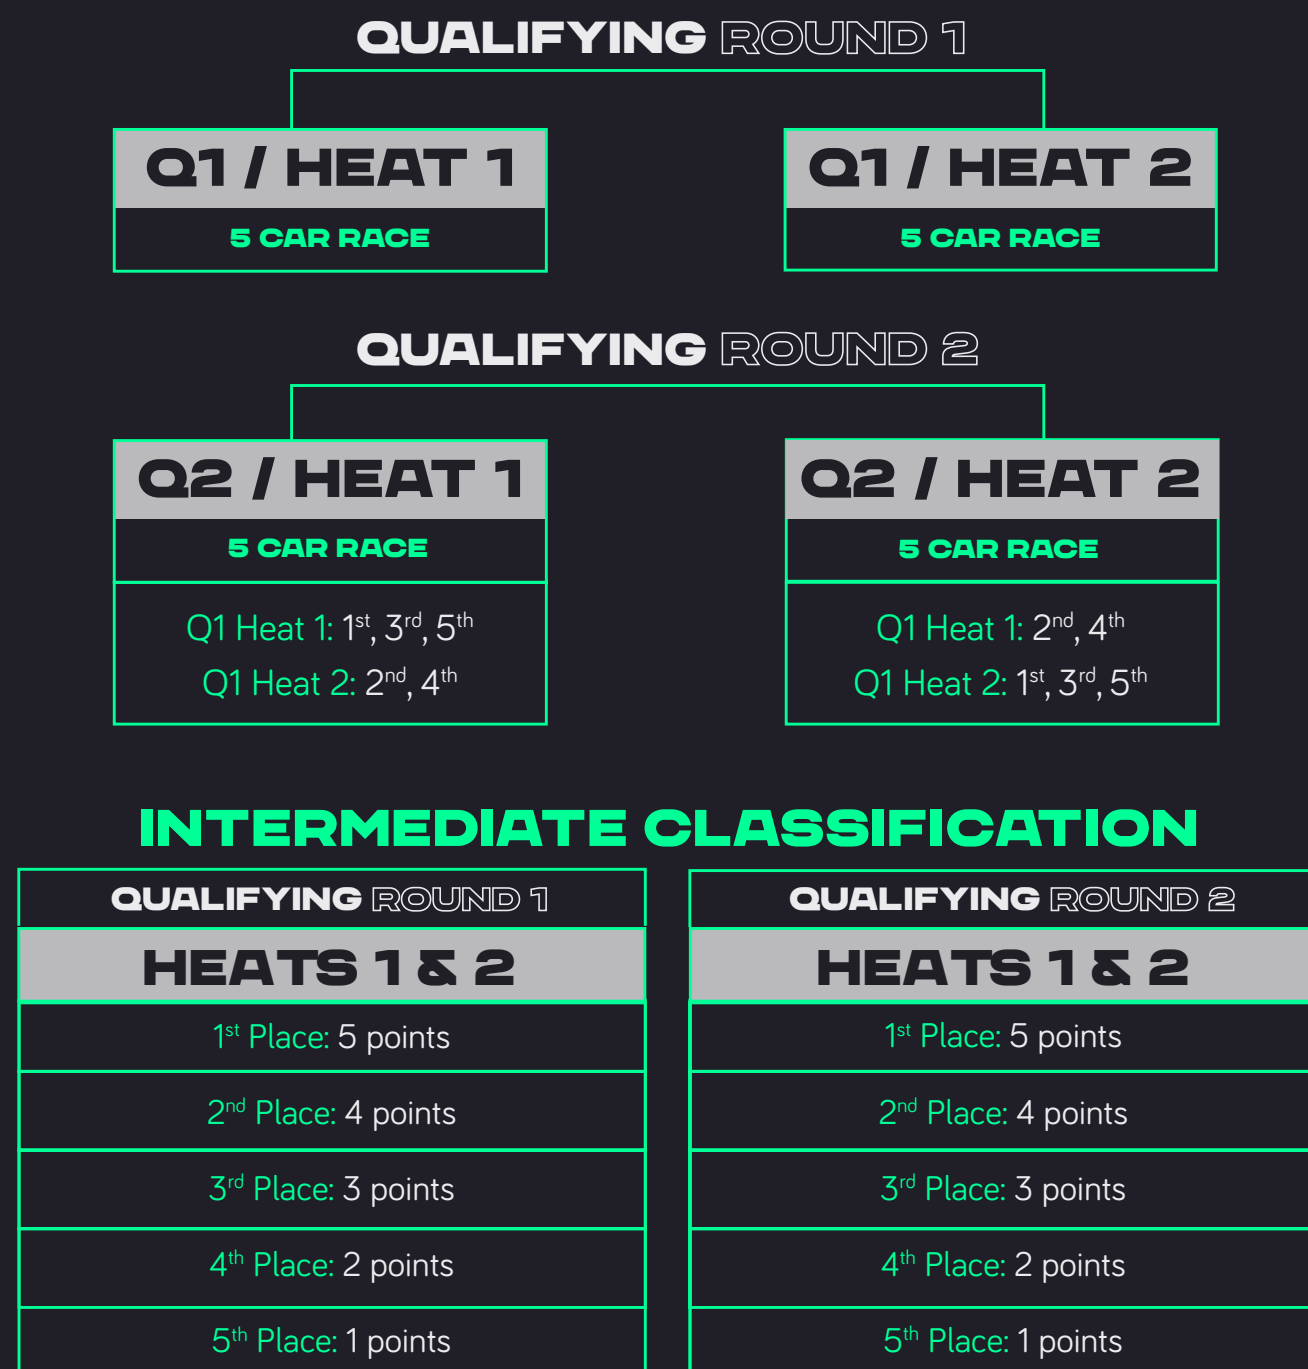 QUALIFYING ROUND 1
Q1 / HEAT 1
5 CAR RACE
Q1 / HEAT 2
5 CAR RACE
QUALIFYING ROUND 2
Q2 / HEAT 1
5 CAR RACE
Q1 Heat 1: 1st, 3rd, 5th
Q1 Heat 2: 2nd, 4th
Q2 / HEAT 2
5 CAR RACE
Q1 Heat 1: 2nd, 4th
Q1 Heat 2: 1st, 3rd, 5th
INTERMEDIATE CLASSIFICATION
QUALIFYING ROUND 1
HEATS 1 & 2
1st Place: 5 points
2nd Place: 4 points
3rd Place: 3 points
4th Place: 2 points
5th Place: 1 points
QUALIFYING ROUND 2
HEATS 1 & 2
1st Place: 5 points
2nd Place: 4 points
3rd Place: 3 points
4th Place: 2 points
5th Place: 1 points